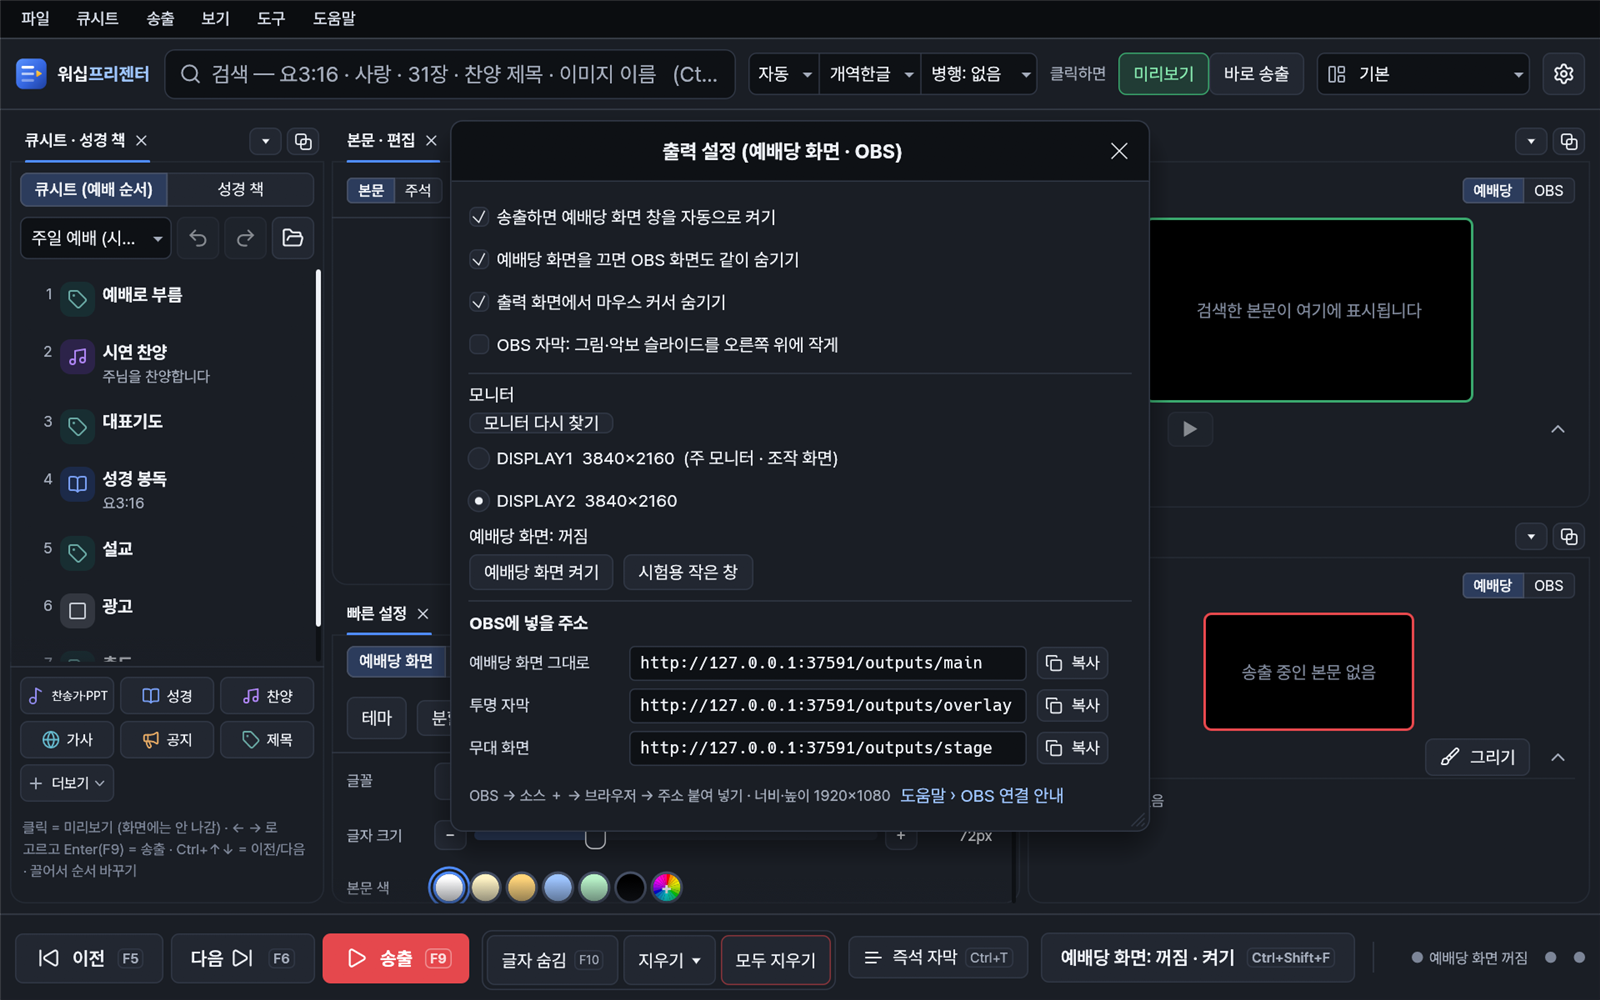 파일 큐시트 송출 보기 도구 도움말
워십프리젠터
검색 — 요3:16 · 사랑 · 31장 · 찬양 제목 · 이미지 이름 (Ct...
자동 개역한글 병행: 없음 클릭하면 미리보기 바로 송출 기본
큐시트 · 성경 책
큐시트 (예배 순서) 성경 책
주일 예배 (시...
1 예배로 부름
2 시연 찬양
주님을 찬양합니다
3 대표기도
4 성경 봉독
요3:16
5 설교
6 광고
찬송가·PPT 성경 찬양
가사 공지 제목
더보기
클릭 = 미리보기 (화면에는 안 나감) · ← → 로
고르고 Enter(F9) = 송출 · Ctrl+↑↓ = 이전/다음
· 끌어서 순서 바꾸기
본문 · 편집
본문 주석
빠른 설정
예배당 화면
테마
글꼴
글자 크기 − + 72px
본문 색
출력 설정 (예배당 화면 · OBS)
송출하면 예배당 화면 창을 자동으로 켜기
예배당 화면을 끄면 OBS 화면도 같이 숨기기
출력 화면에서 마우스 커서 숨기기
OBS 자막: 그림·악보 슬라이드를 오른쪽 위에 작게
모니터
모니터 다시 찾기
DISPLAY1 3840×2160 (주 모니터 · 조작 화면)
DISPLAY2 3840×2160
예배당 화면: 꺼짐
예배당 화면 켜기 시험용 작은 창
OBS에 넣을 주소
예배당 화면 그대로 http://127.0.0.1:37591/outputs/main 복사
투명 자막 http://127.0.0.1:37591/outputs/overlay 복사
무대 화면 http://127.0.0.1:37591/outputs/stage 복사
OBS → 소스 + → 브라우저 → 주소 붙여 넣기 · 너비·높이 1920×1080 도움말 › OBS 연결 안내
예배당 OBS
검색한 본문이 여기에 표시됩니다
예배당 OBS
송출 중인 본문 없음
그리기
음
이전 F5 다음 F6 송출 F9 글자 숨김 F10 지우기 모두 지우기 즉석 자막 Ctrl+T 예배당 화면: 꺼짐 · 켜기 Ctrl+Shift+F 예배당 화면 꺼짐